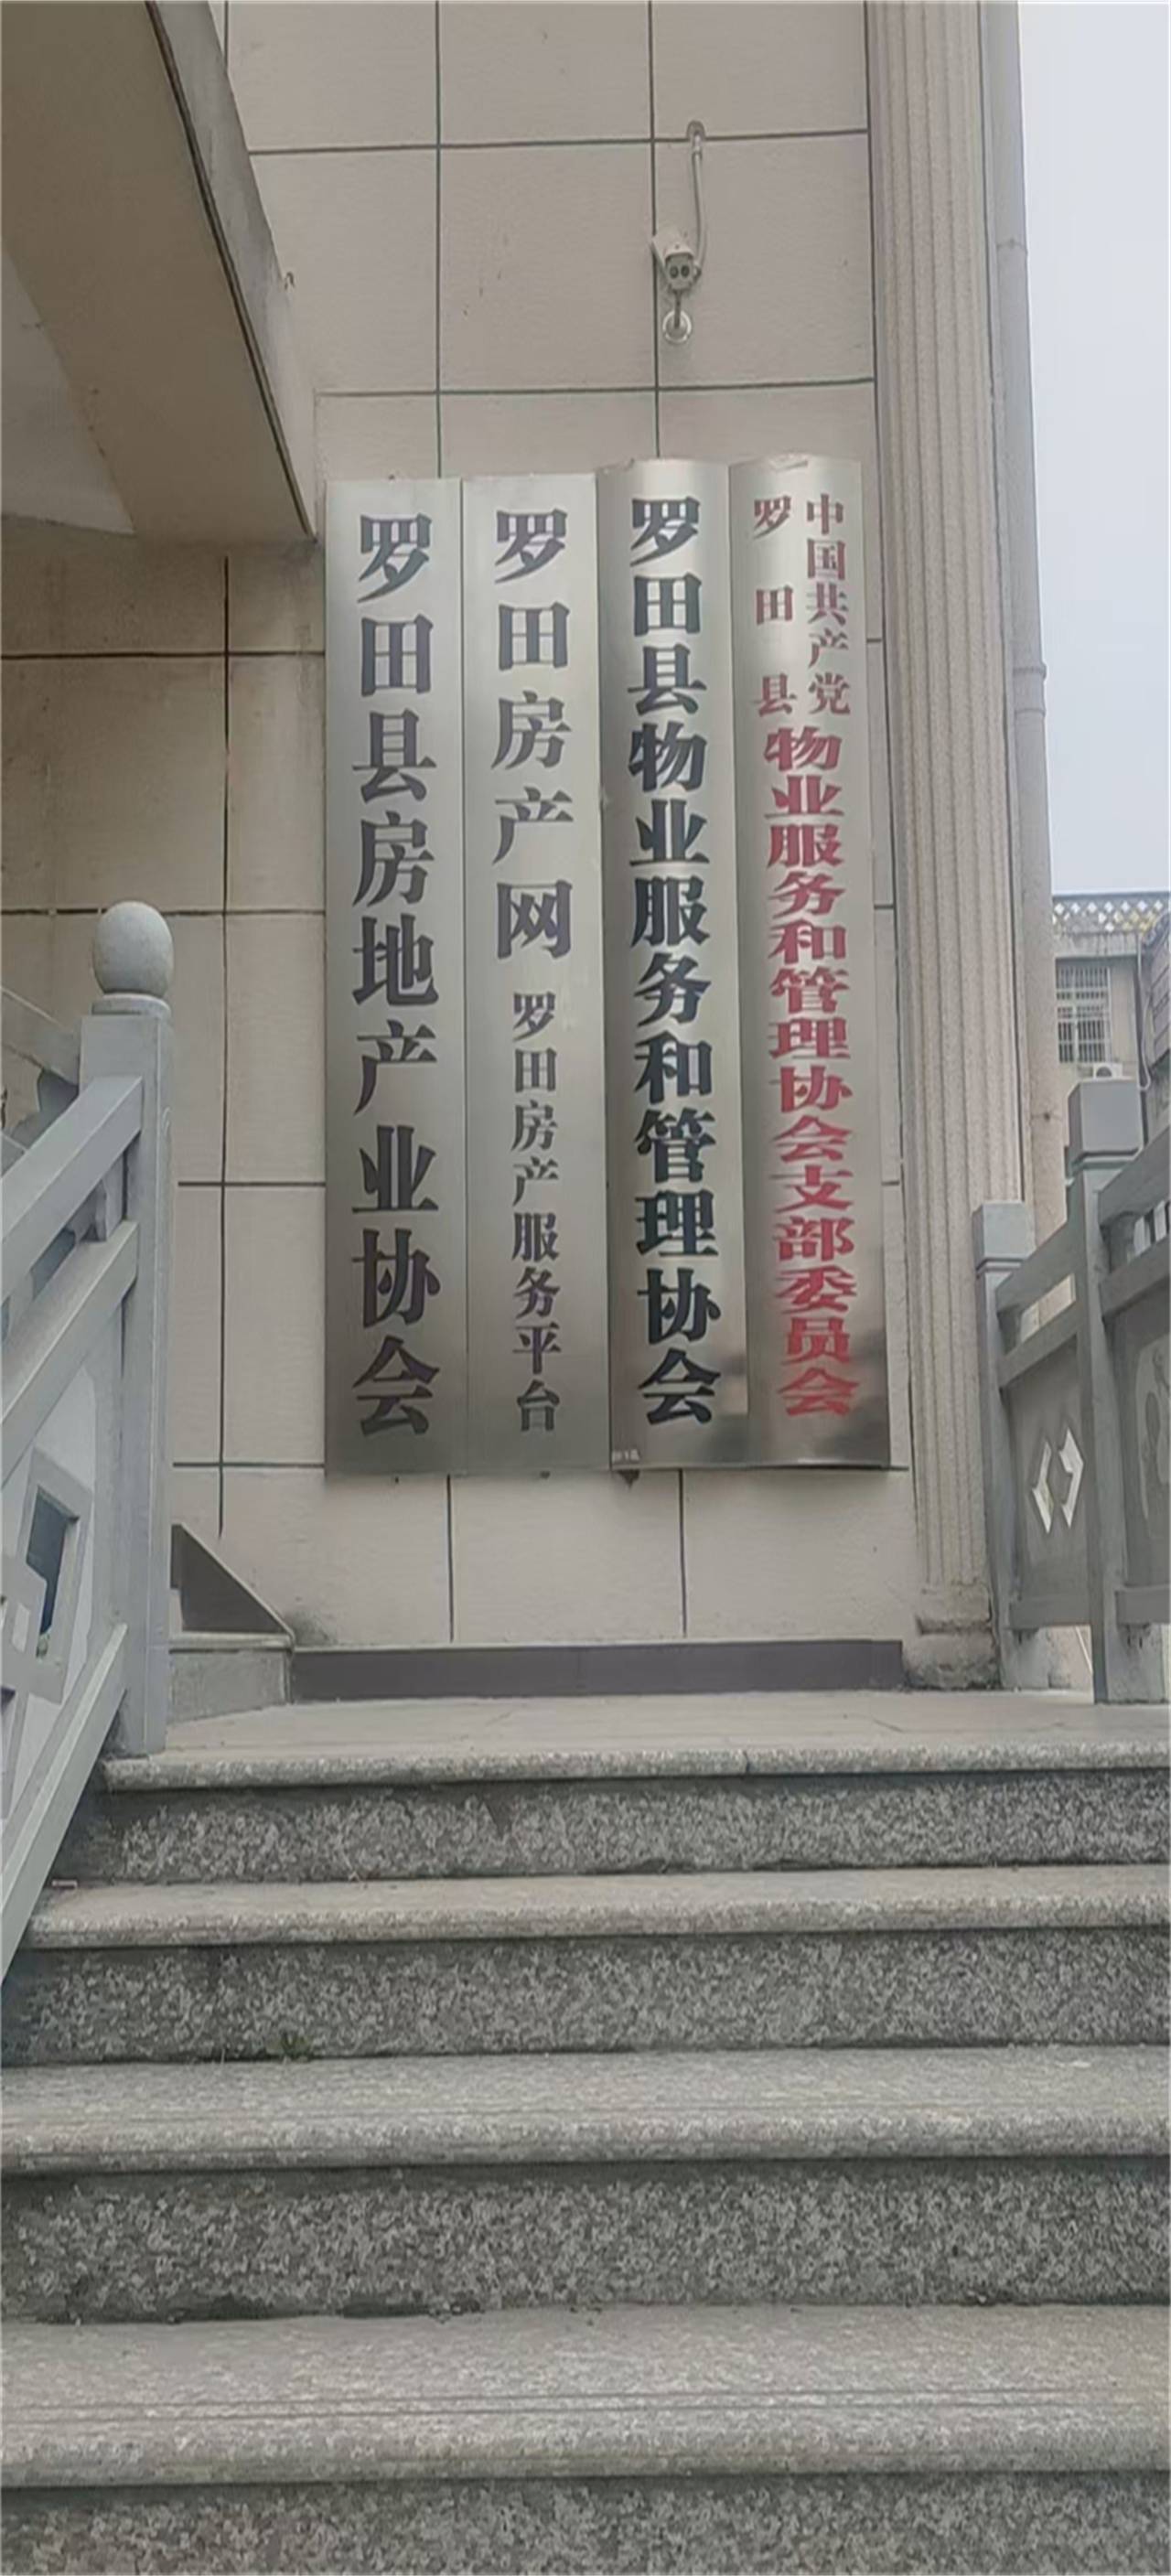 罗田县房地产业协会
罗田房产网
罗田房产服务平台
罗田县物业服务和管理协会
中国共产党
罗田县
物业服务和管理协会支部委员会